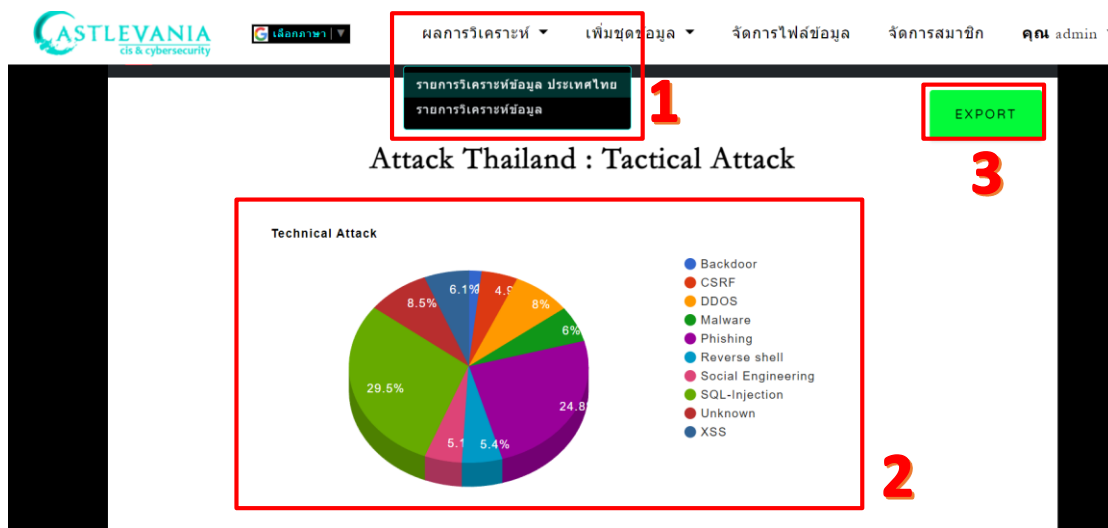 CASTLEVANIA
cis & cybersecurity
เลือกภาษา ▼
ผลการวิเคราะห์ ▼
เพิ่มชุดข้อมูล ▼
จัดการไฟล์ข้อมูล
จัดการสมาชิก
คุณ admin
รายการวิเคราะห์ข้อมูล ประเทศไทย
รายการวิเคราะห์ข้อมูล
1
EXPORT
3
Attack Thailand : Tactical Attack
Technical Attack
6.1%
4.9
8%
8.5%
6%
29.5%
24.8
5.1
5.4%
Backdoor
CSRF
DDOS
Malware
Phishing
Reverse shell
Social Engineering
SQL-Injection
Unknown
XSS
2